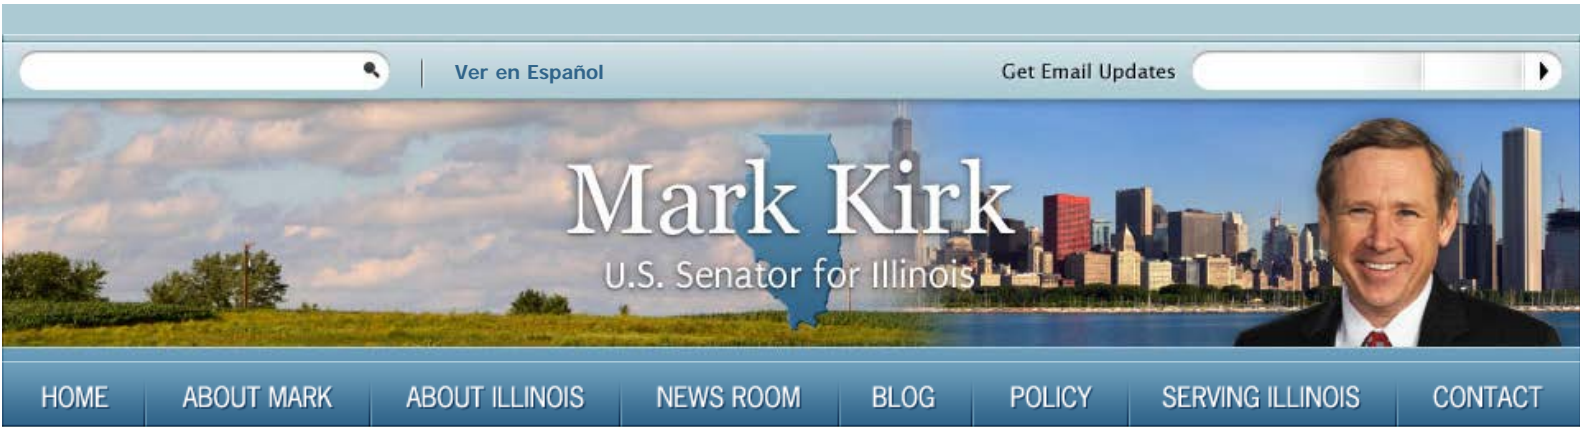 Ver en Español
Get Email Updates
Mark Kirk
U.S. Senator for Illinois
HOME ABOUT MARK ABOUT ILLINOIS NEWS ROOM BLOG POLICY SERVING ILLINOIS CONTACT